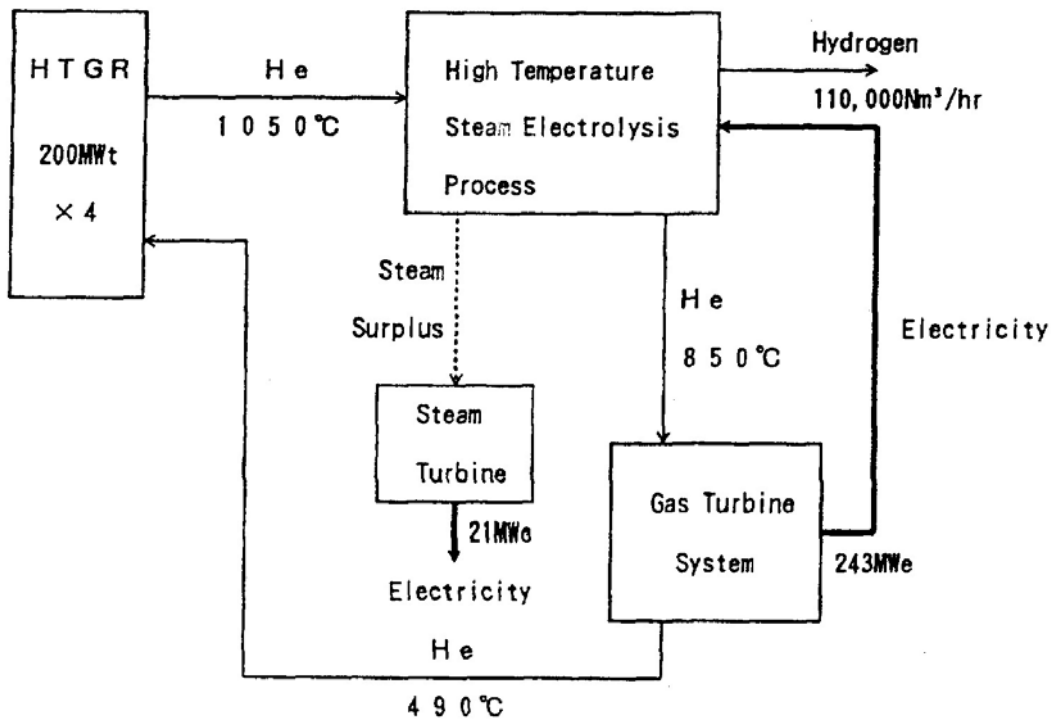 HTGR
200MWt
×4
He
1050℃
High Temperature
Steam Electrolysis
Process
Hydrogen
110,000Nm³/hr
Steam
Surplus
He
850℃
Electricity
Steam
Turbine
21MWe
Electricity
Gas Turbine
System
243MWe
He
490℃